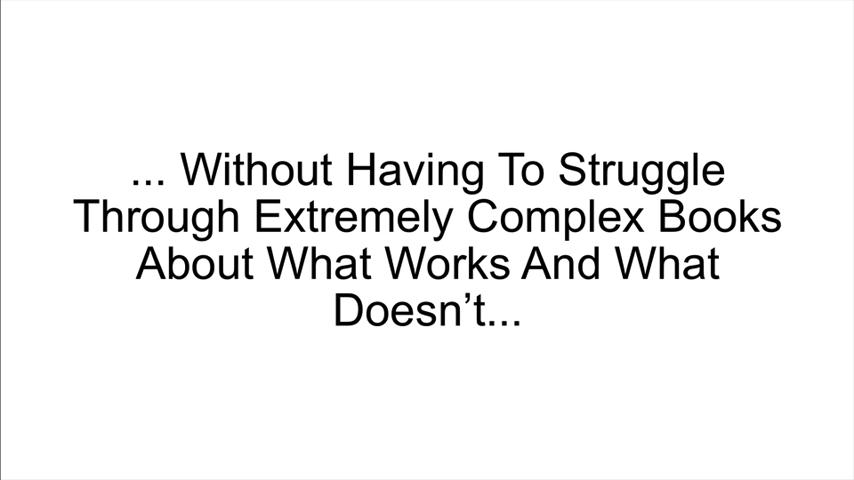 ... Without Having To Struggle
Through Extremely Complex Books
About What Works And What
Doesn’t...